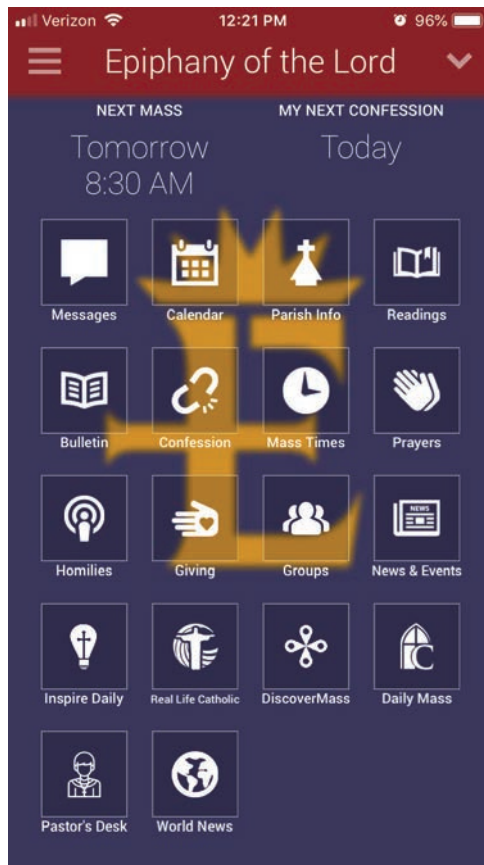 Verizon 12:21 PM 96%
Epiphany of the Lord
NEXT MASS MY NEXT CONFESSION
Tomorrow Today
8:30 AM
Messages Calendar Parish Info Readings
Bulletin Confession Mass Times Prayers
NEWS
Homilies Giving Groups News & Events
C
Inspire Daily Real Life Catholic DiscoverMass Daily Mass
Pastor's Desk World News
E